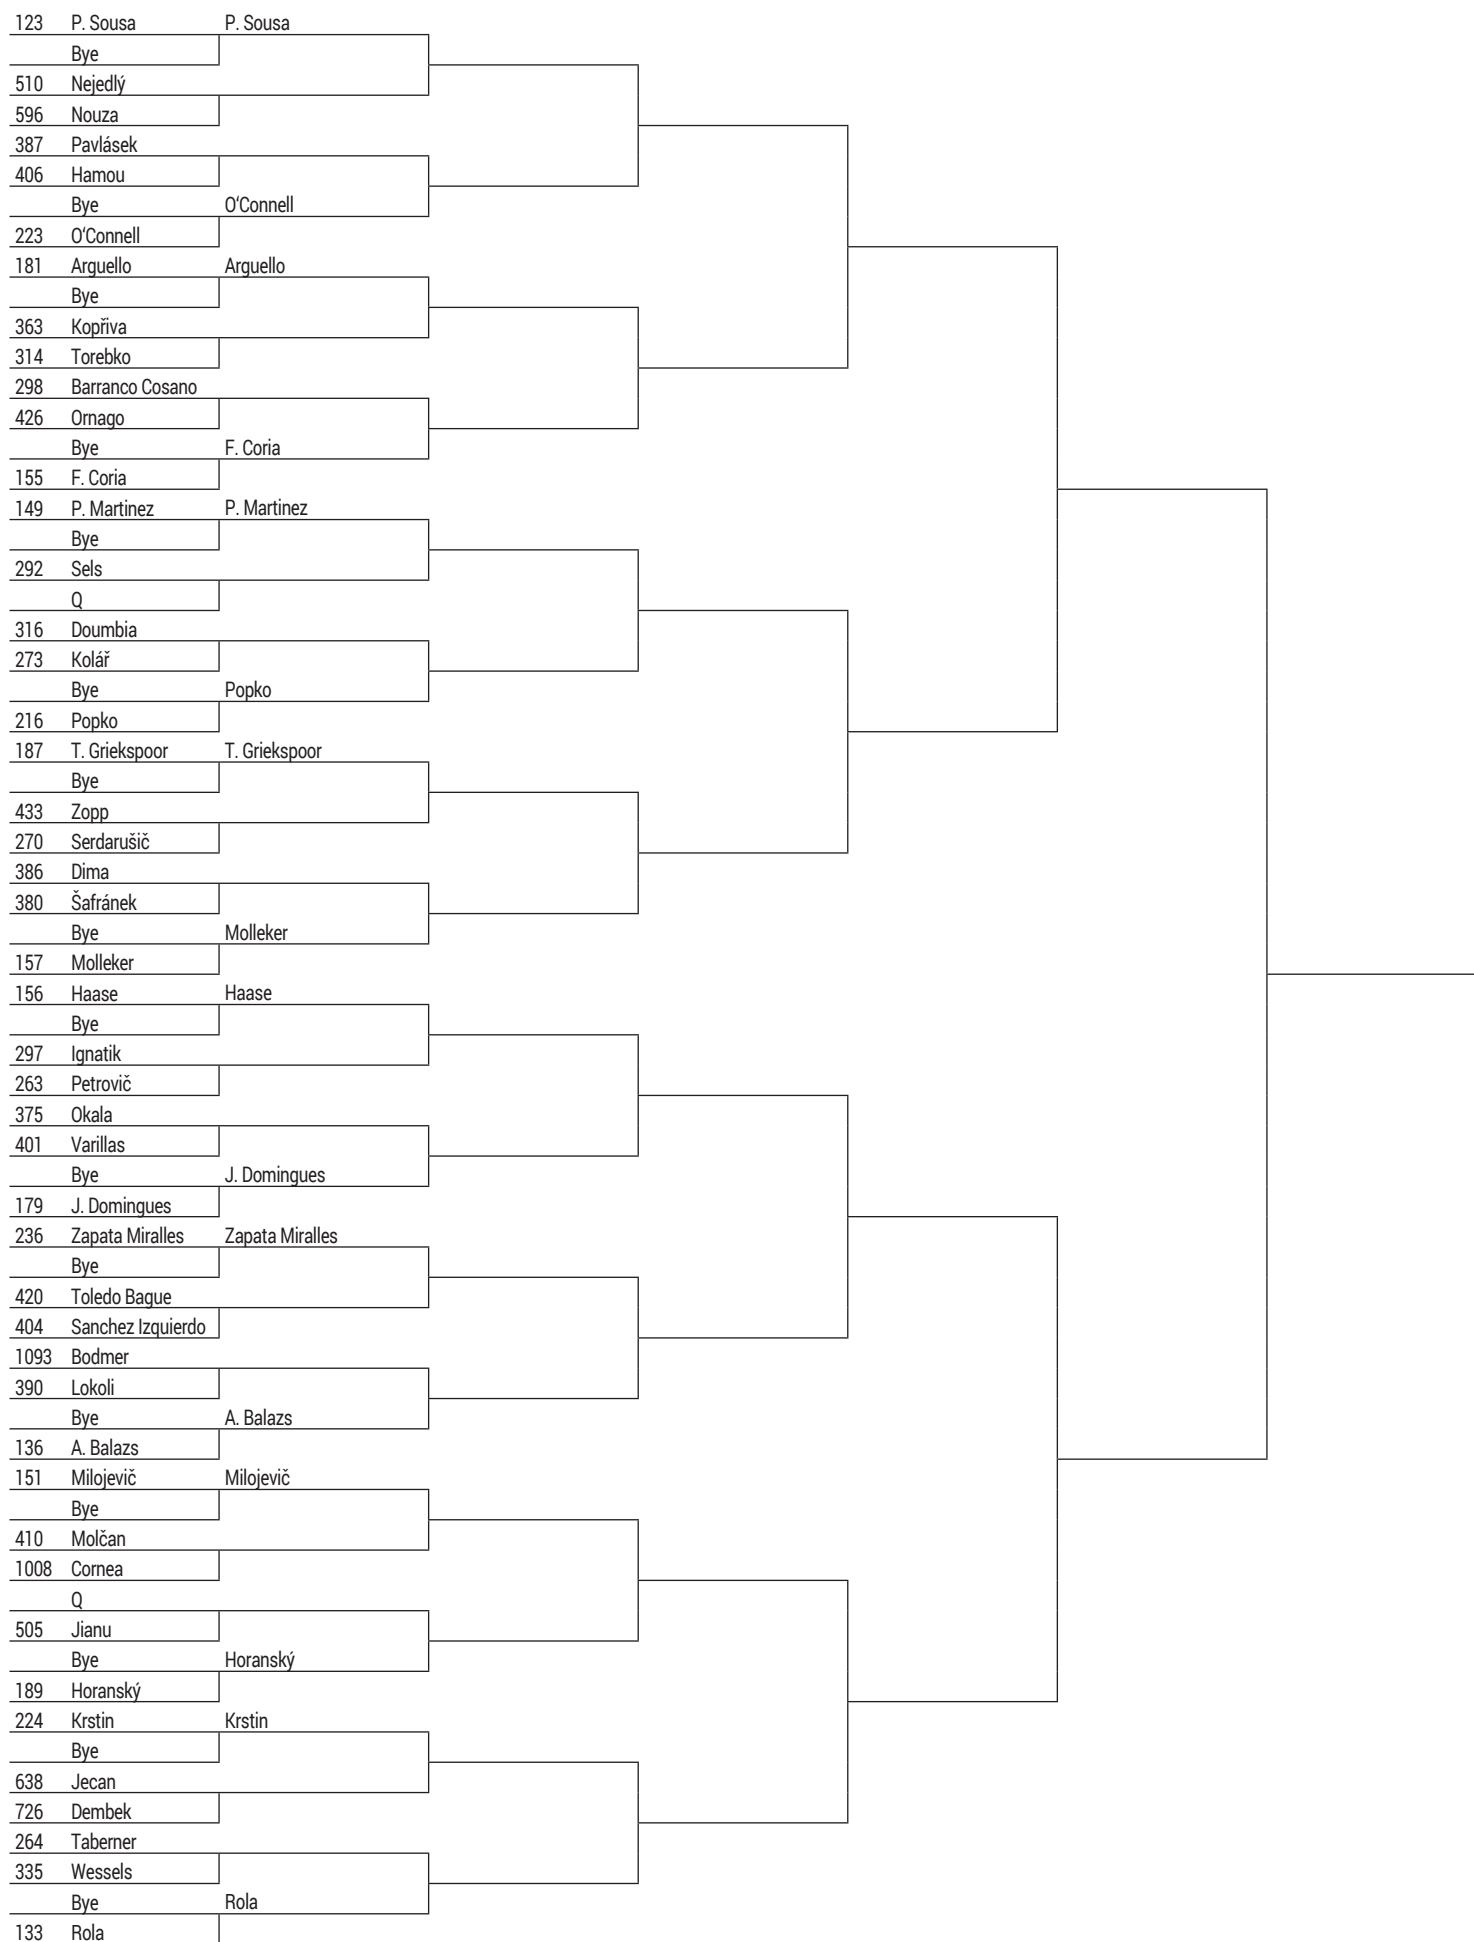 123 P. Sousa P. Sousa
Bye
510 Nejedlý
596 Nouza
387 Pavlásek
406 Hamou
Bye O'Connell
223 O'Connell
181 Arguello Arguello
Bye
363 Kopřiva
314 Torebko
298 Barranco Cosano
426 Ornago
Bye F. Coria
155 F. Coria
149 P. Martinez P. Martinez
Bye
292 Sels
Q
316 Doumbia
273 Kolář
Bye Popko
216 Popko
187 T. Griekspoor T. Griekspoor
Bye
433 Zopp
270 Serdarušič
386 Dima
380 Šafránek
Bye Molleker
157 Molleker
156 Haase Haase
Bye
297 Ignatik
263 Petrovič
375 Okala
401 Varillas
Bye J. Domingues
179 J. Domingues
236 Zapata Miralles Zapata Miralles
Bye
420 Toledo Bague
404 Sanchez Izquierdo
1093 Bodmer
390 Lokoli
Bye A. Balazs
136 A. Balazs
151 Milojevič Milojevič
Bye
410 Molčan
1008 Cornea
Q
505 Jianu
Bye Horanský
189 Horanský
224 Krstin Krstin
Bye
638 Jecan
726 Dembek
264 Taberner
335 Wessels
Bye Rola
133 Rola